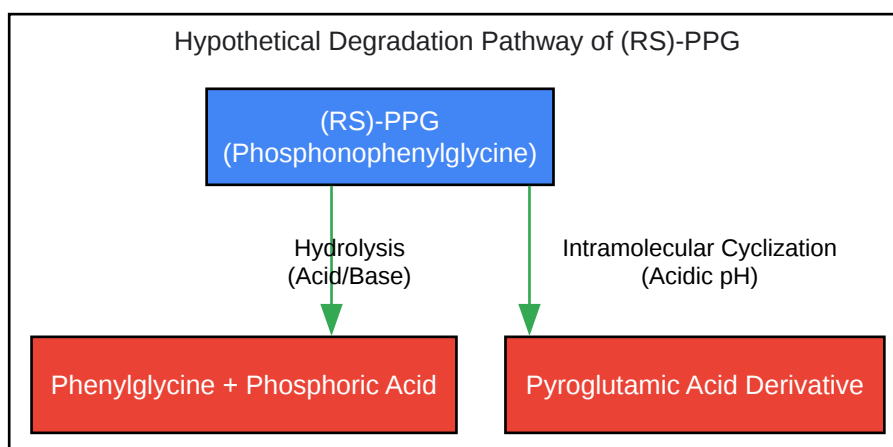 Hypothetical Degradation Pathway of (RS)-PPG
(RS)-PPG
(Phosphonophenylglycine)
Hydrolysis
(Acid/Base)
Intramolecular Cyclization
(Acidic pH)
Phenylglycine + Phosphoric Acid
Pyroglutamic Acid Derivative